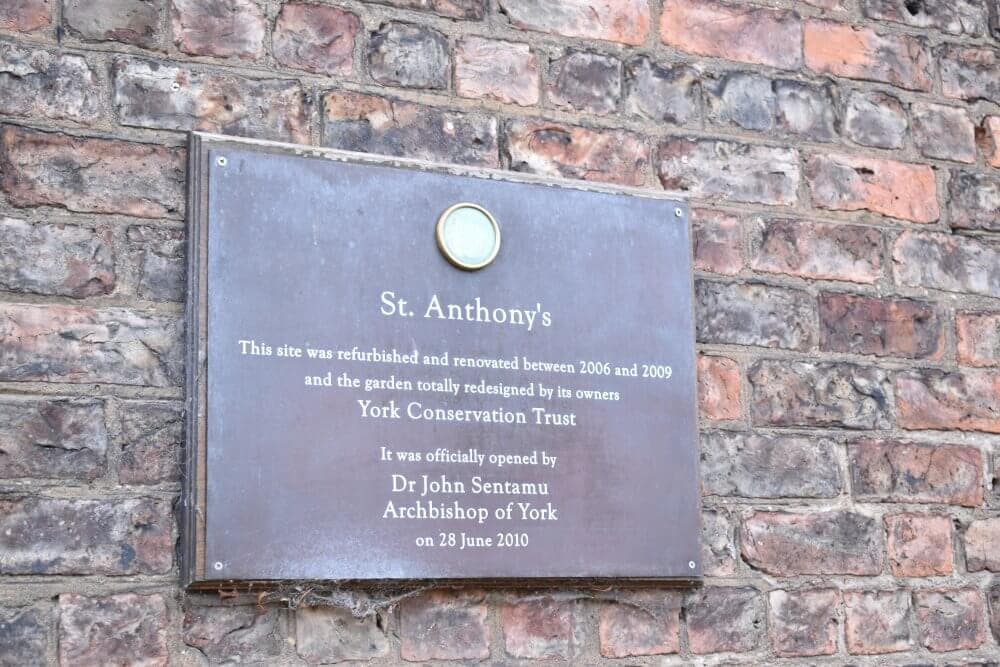 St. Anthony's
This site was refurbished and renovated between 2006 and 2009
and the garden totally redesigned by its owners
York Conservation Trust
It was officially opened by
Dr John Sentamu
Archbishop of York
on 28 June 2010